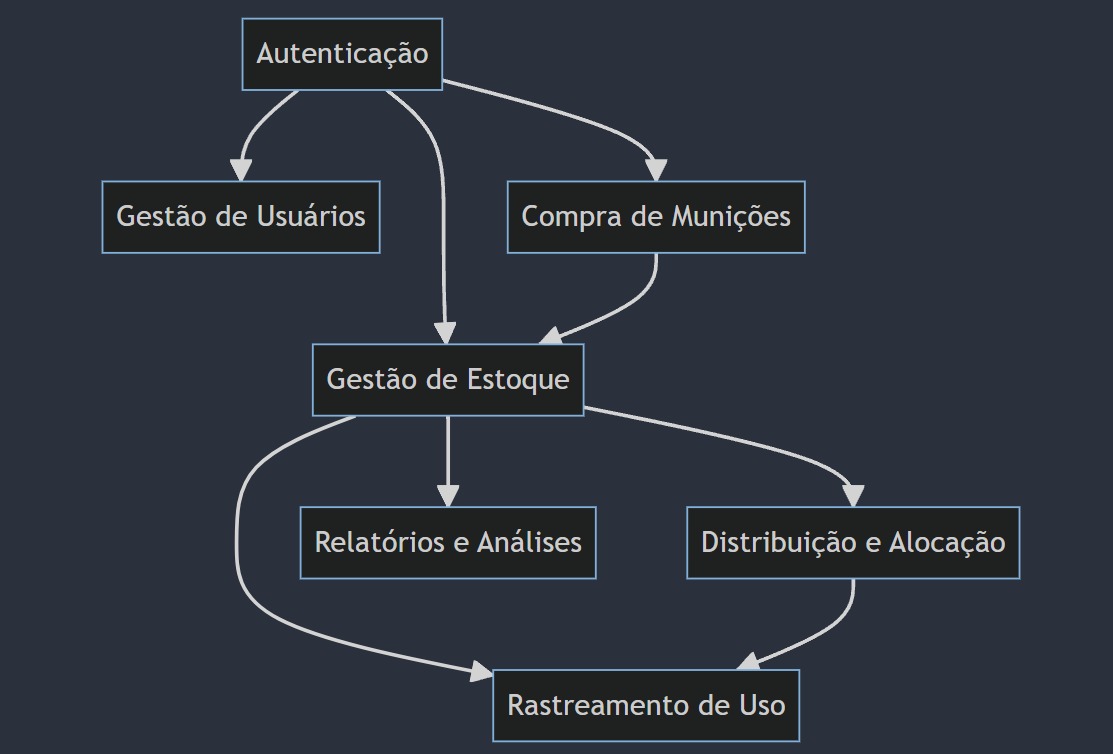 Autenticação
Gestão de Usuários
Compra de Munições
Gestão de Estoque
Relatórios e Análises
Distribuição e Alocação
Rastreamento de Uso